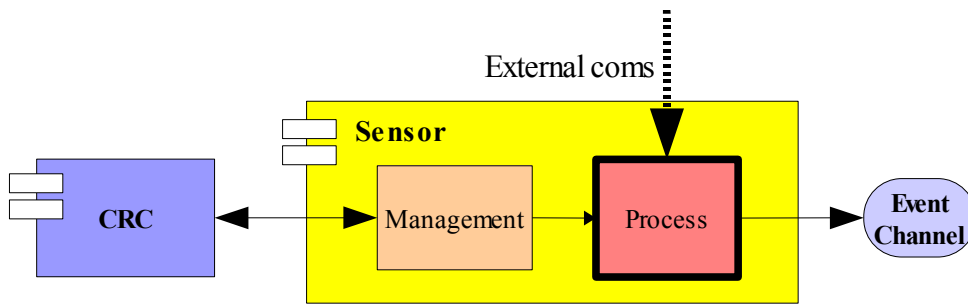 External coms
Sensor
CRC
Management
Process
Event
Channel